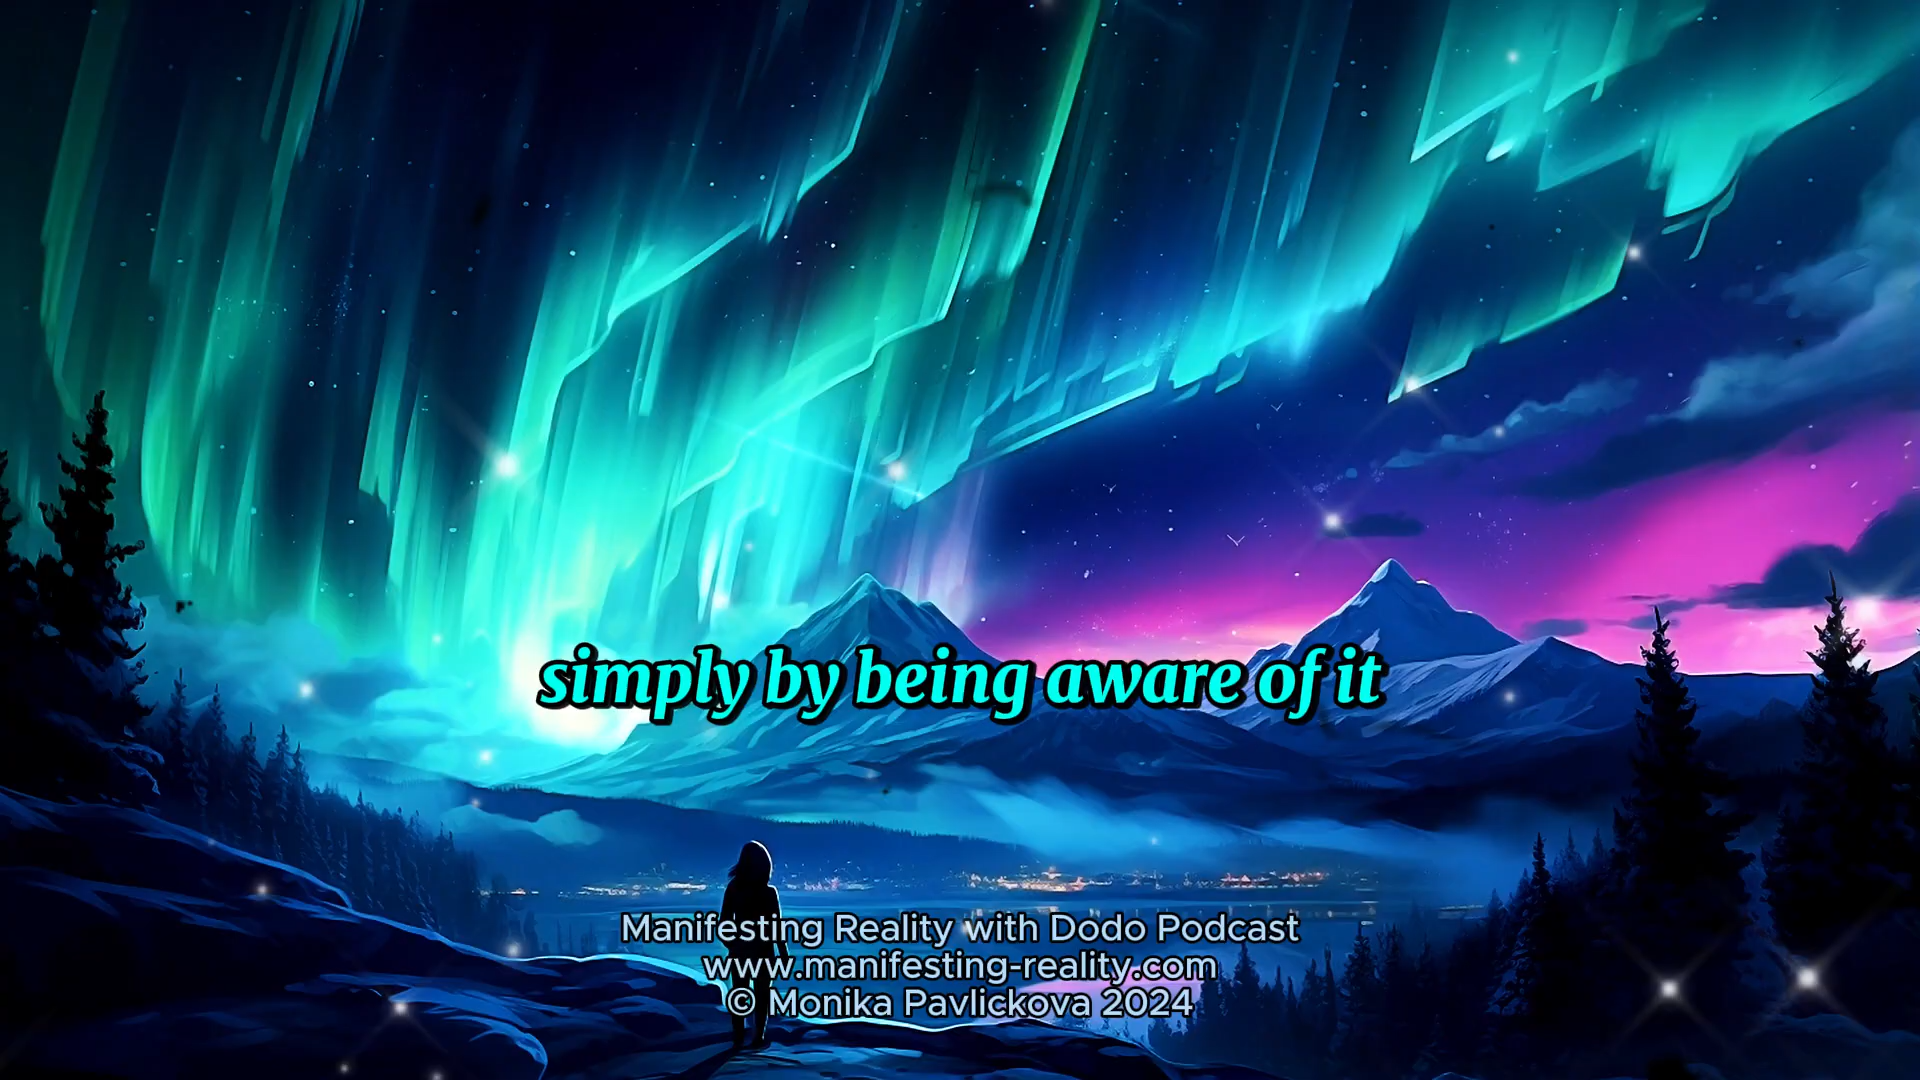 simply by being aware of it
Manifesting Reality with Dodo Podcast
www.manifesting-reality.com
© Monika Pavlickova 2024